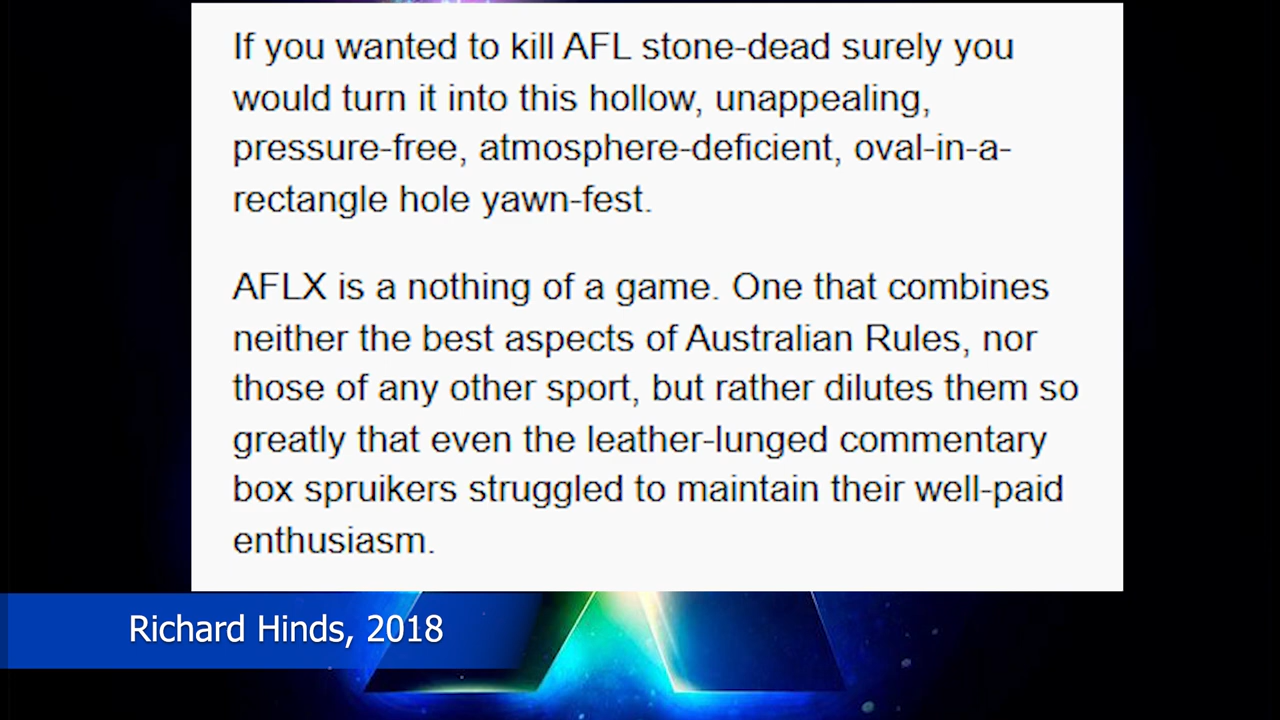 If you wanted to kill AFL stone-dead surely you
would turn it into this hollow, unappealing,
pressure-free, atmosphere-deficient, oval-in-a-
rectangle hole yawn-fest.
AFLX is a nothing of a game. One that combines
neither the best aspects of Australian Rules, nor
those of any other sport, but rather dilutes them so
greatly that even the leather-lunged commentary
box spruikers struggled to maintain their well-paid
enthusiasm.
Richard Hinds, 2018